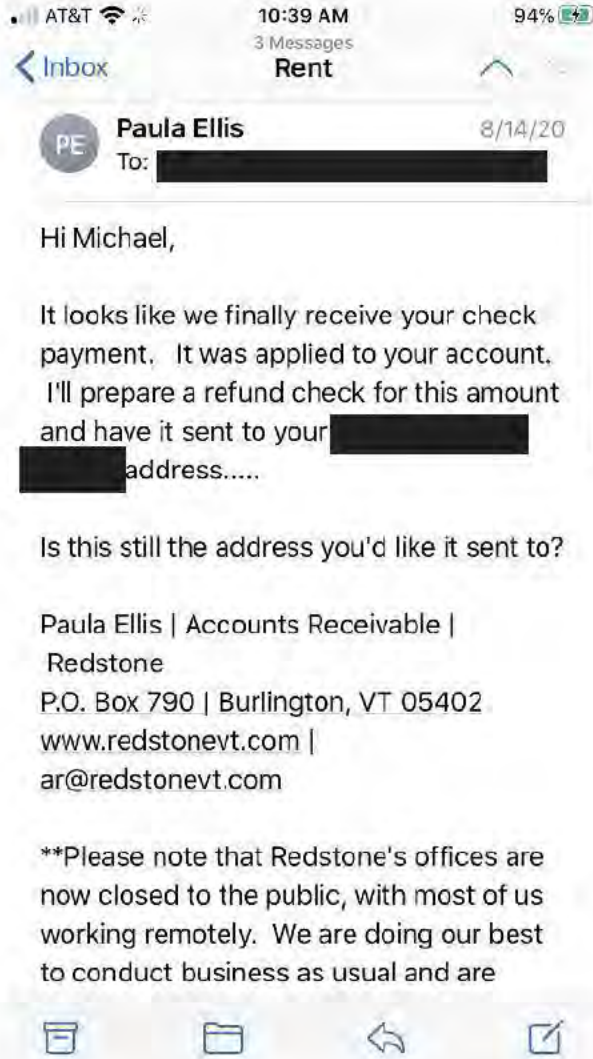 AT&T 10:39 AM 94%
3 Messages
Inbox Rent
PE Paula Ellis 8/14/20
To:
Hi Michael,
It looks like we finally receive your check
payment. It was applied to your account.
I'll prepare a refund check for this amount
and have it sent to your
address.....
Is this still the address you'd like it sent to?
Paula Ellis | Accounts Receivable |
Redstone
P.O. Box 790 | Burlington, VT 05402
www.redstonevt.com |
ar@redstonevt.com
**Please note that Redstone's offices are
now closed to the public, with most of us
working remotely. We are doing our best
to conduct business as usual and are